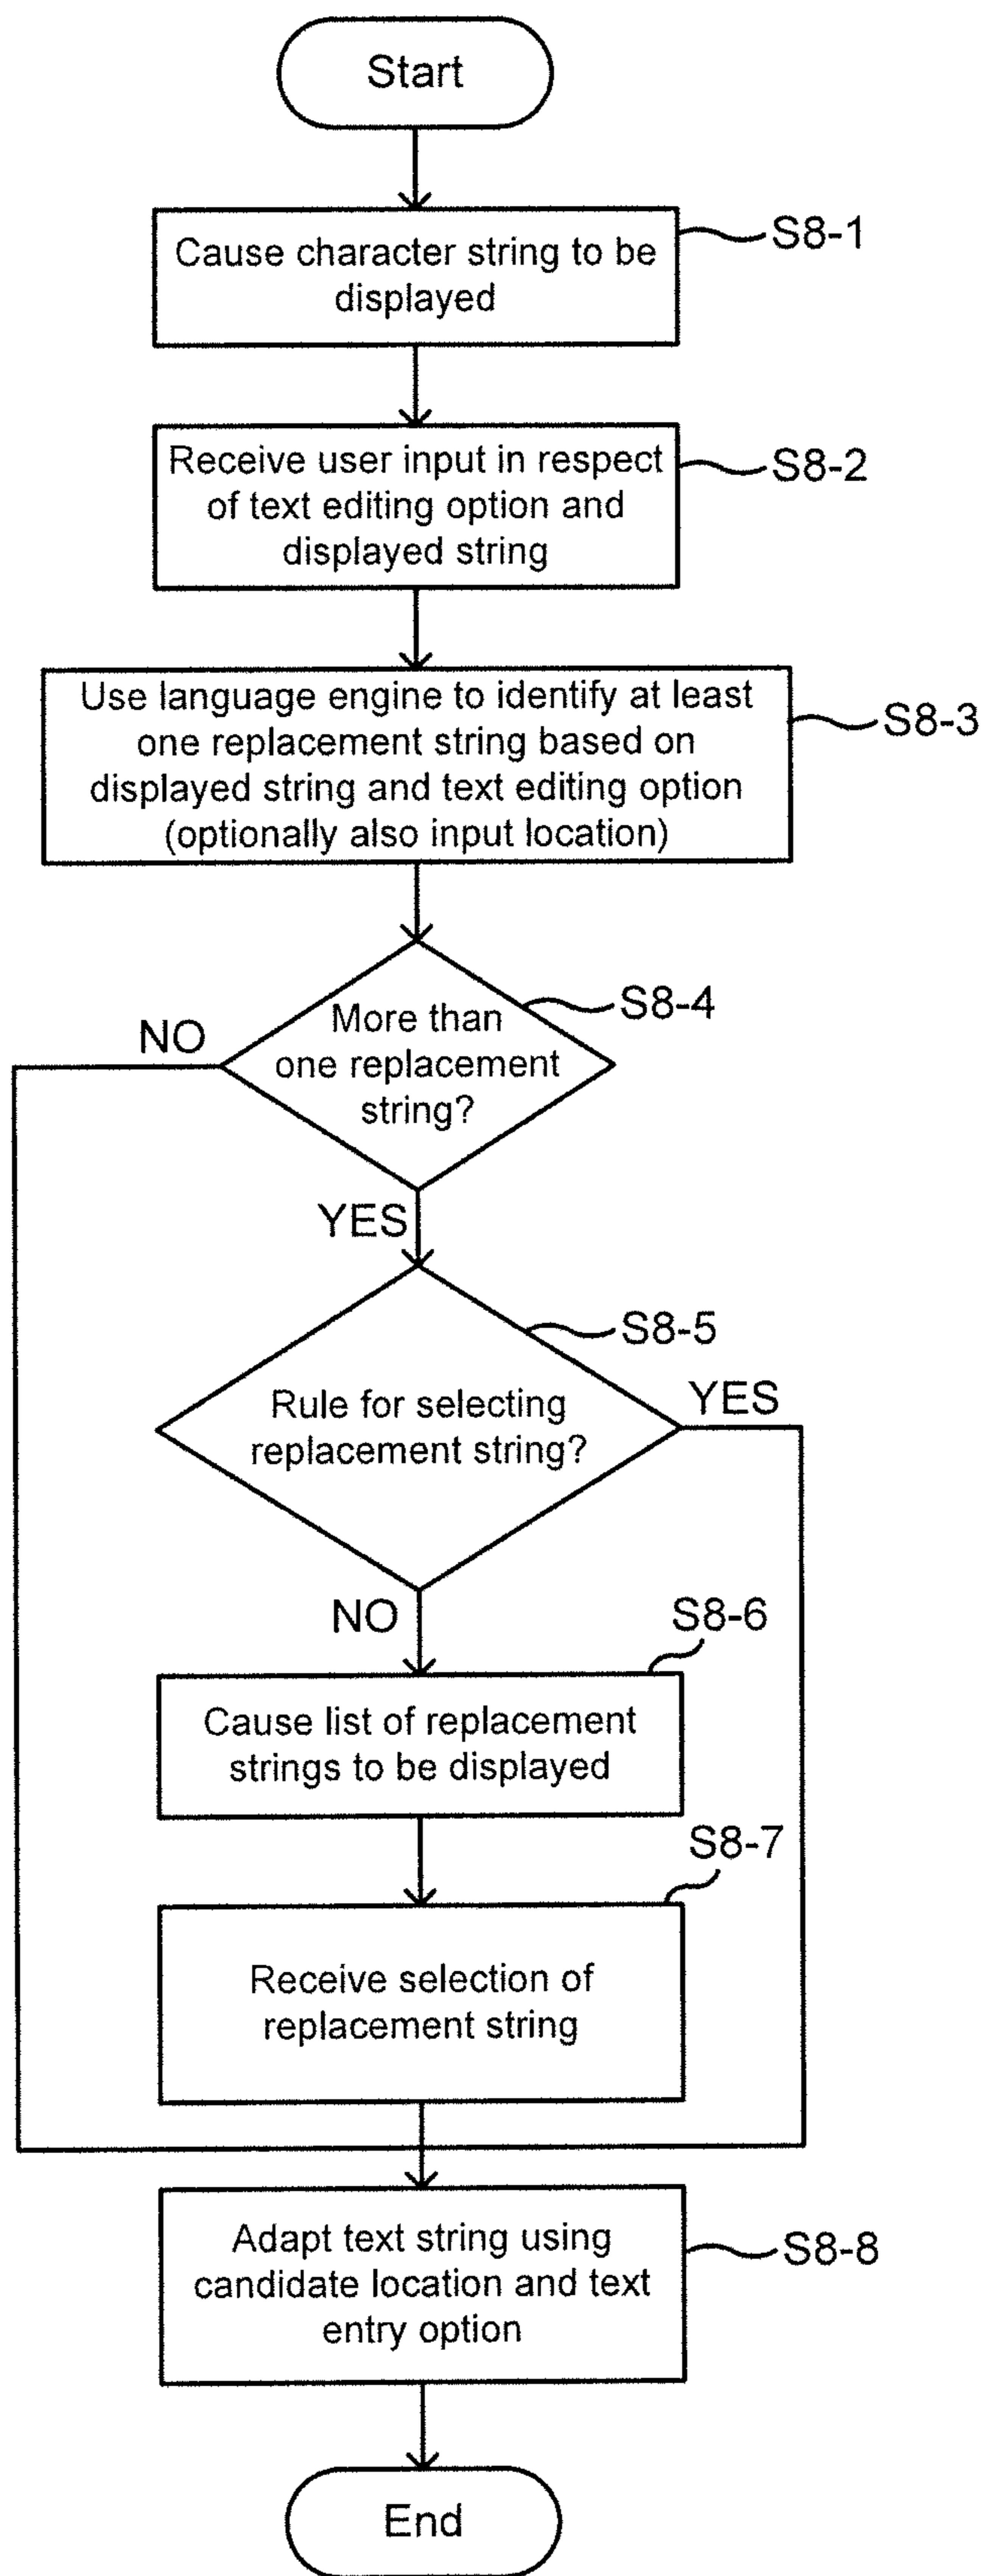 Start
Cause character string to be
displayed
S8-1
Receive user input in respect
of text editing option and
displayed string
S8-2
Use language engine to identify at least
one replacement string based on
displayed string and text editing option
(optionally also input location)
S8-3
More than
one replacement
string?
S8-4
NO
YES
S8-5
Rule for selecting
replacement string?
YES
NO
S8-6
Cause list of replacement
strings to be displayed
S8-7
Receive selection of
replacement string
Adapt text string using
candidate location and text
entry option
S8-8
End